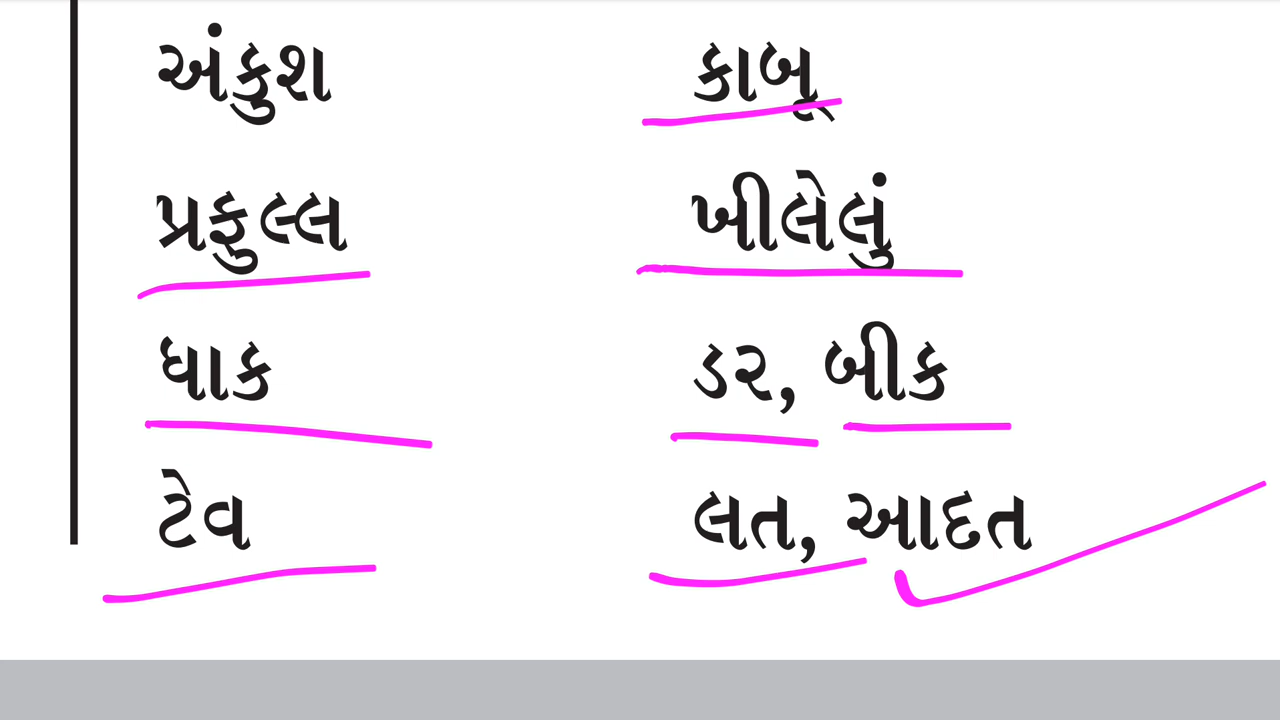 અંકુશ કાબૂ
પ્રફુલ્લ ખીલેલું
ધાક ડર, બીક
ટેવ લત, આદત